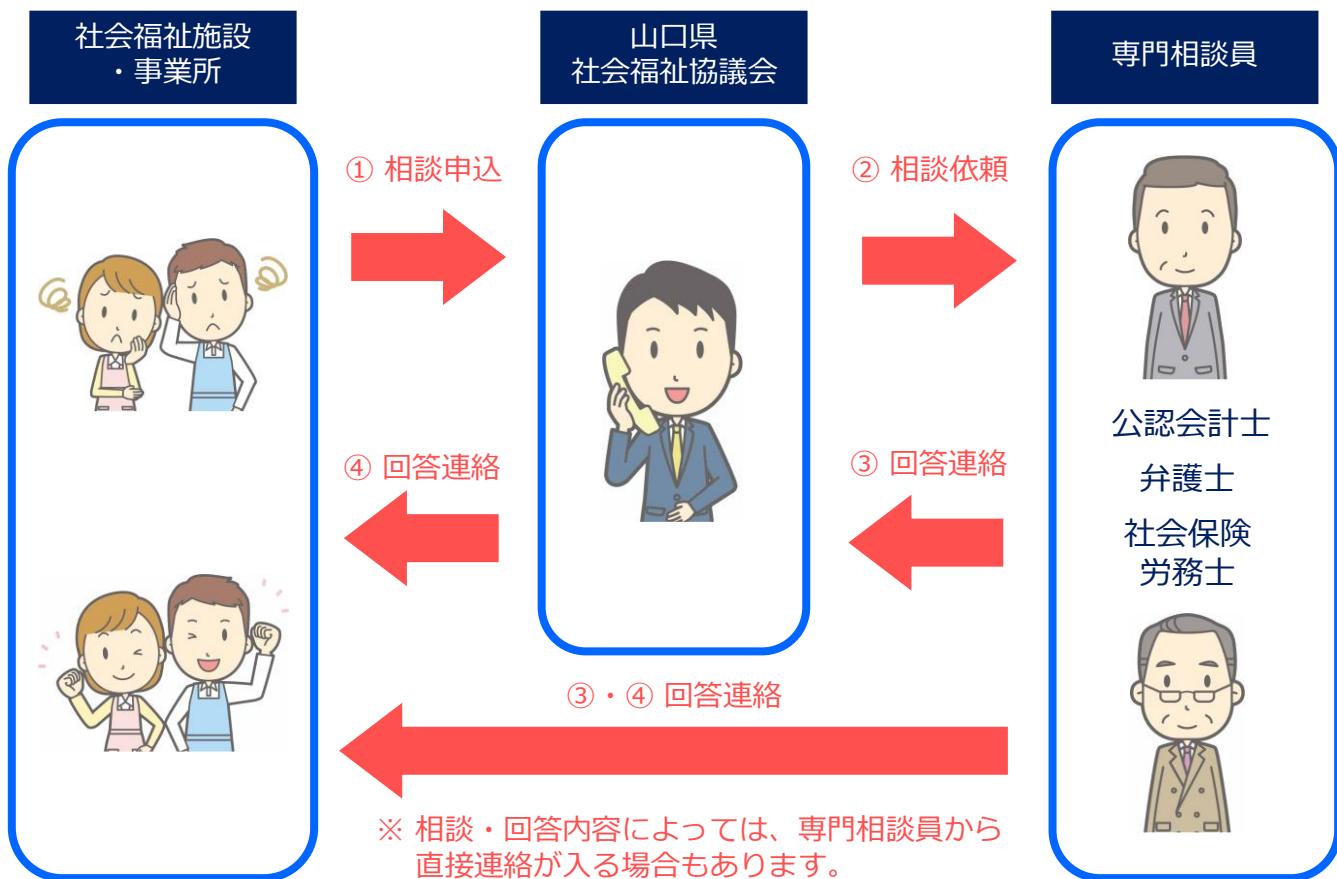 社会福祉施設
・事業所
山口県
社会福祉協議会
専門相談員
① 相談申込
② 相談依頼
④ 回答連絡
③ 回答連絡
公認会計士
弁護士
社会保険
労務士
③・④ 回答連絡
※ 相談・回答内容によっては、専門相談員から
直接連絡が入る場合もあります。